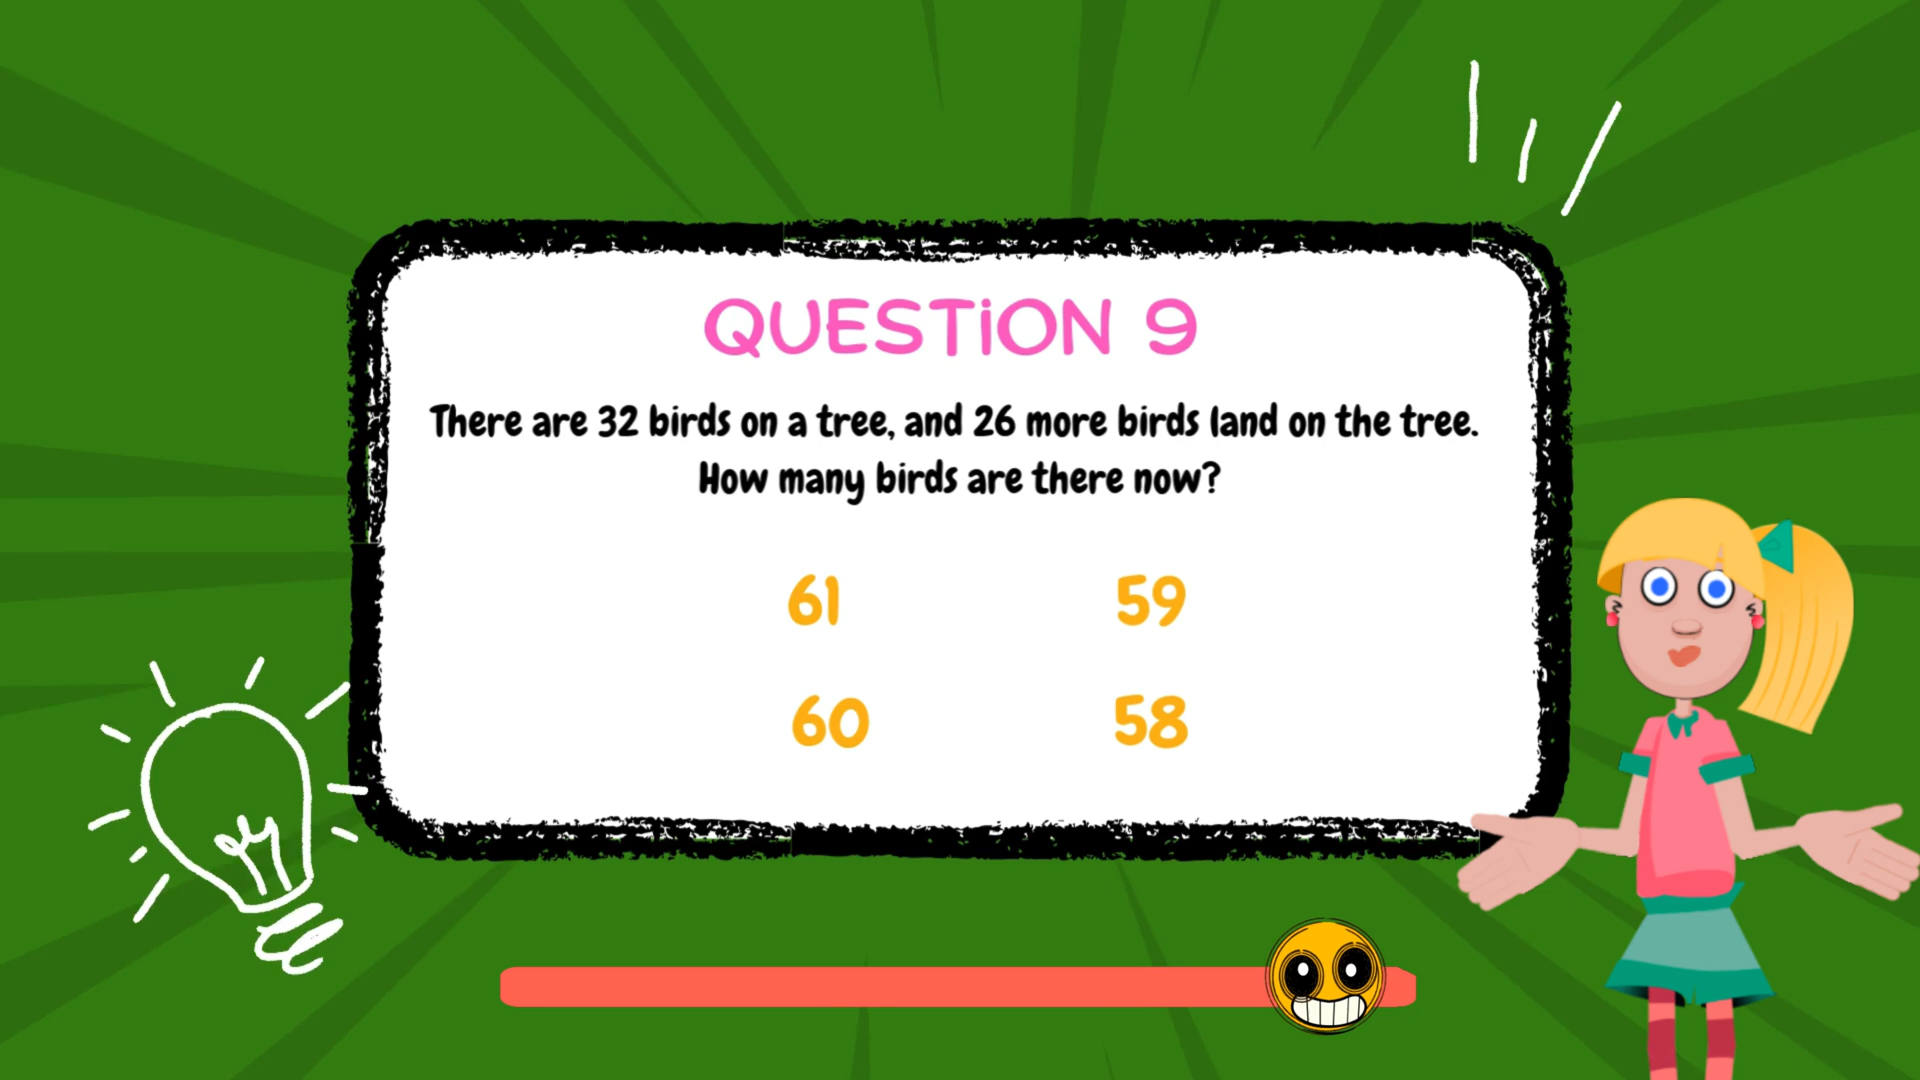 QUESTION 9
There are 32 birds on a tree, and 26 more birds land on the tree.
How many birds are there now?
61 59
60 58